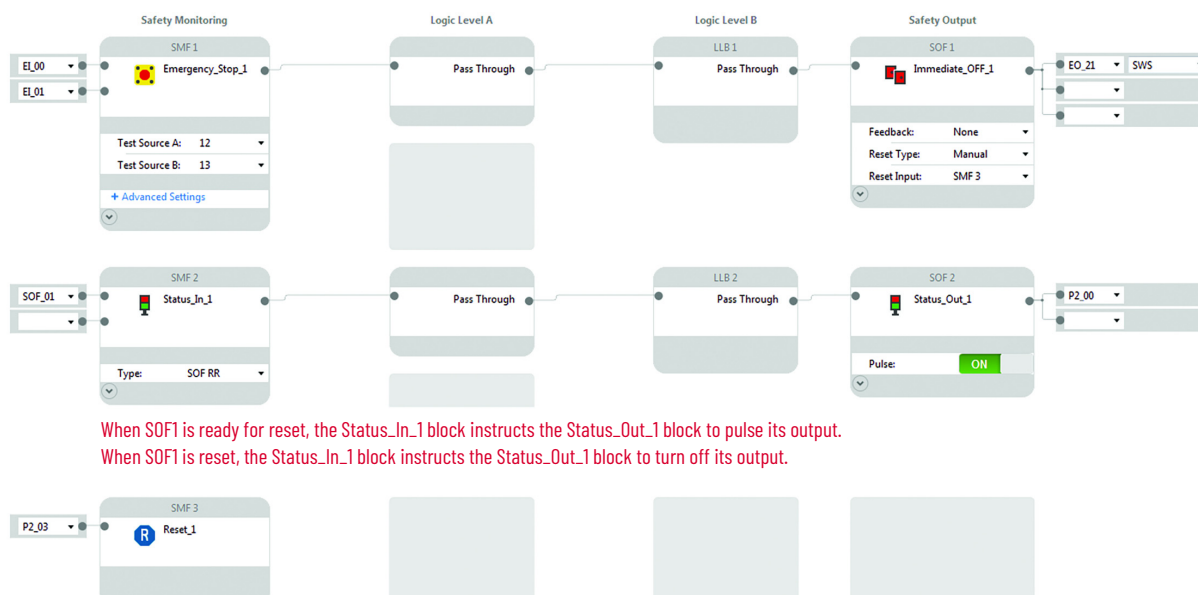 Safety Monitoring Logic Level A Logic Level B Safety Output
SMF 1 LLB 1 SOF 1
EI_00 Emergency_Stop_1 Pass Through Pass Through Immediate_OFF_1 EO_21 SWS
EI_01
Feedback: None
Test Source A: 12
Reset Type: Manual
Test Source B: 13
Reset Input: SMF 3
+ Advanced Settings
SMF 2 LLB 2 SOF 2
SOF_01 Status_In_1 Pass Through Pass Through Status_Out_1 P2_00
Pulse: ON
Type: SOF RR
When SOF1 is ready for reset, the Status_In_1 block instructs the Status_Out_1 block to pulse its output.
When SOF1 is reset, the Status_In_1 block instructs the Status_Out_1 block to turn off its output.
SMF 3
P2_03 R Reset_1